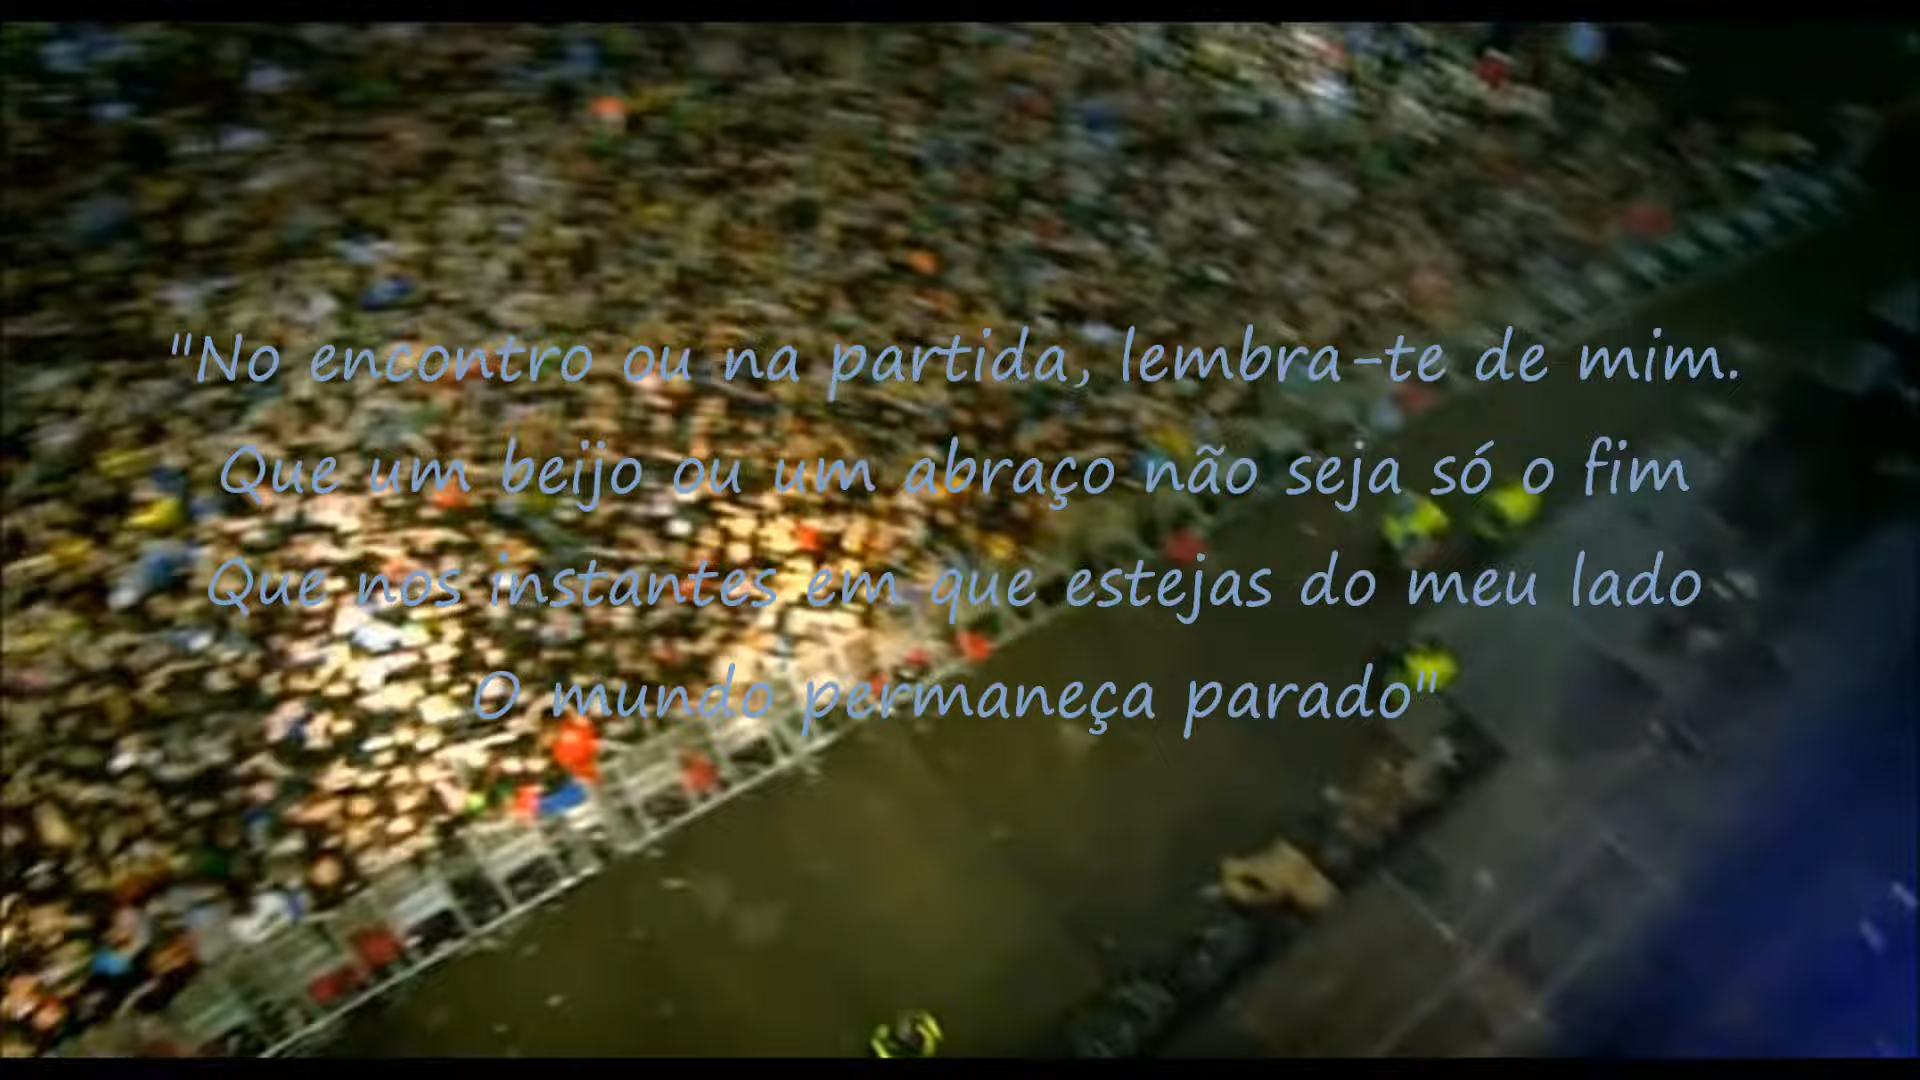 "No encontro ou na partida, lembra-te de mim.
Que um beijo ou um abraço não seja só o fim
Que nos instantes em que estejas do meu lado
O mundo permaneça parado"